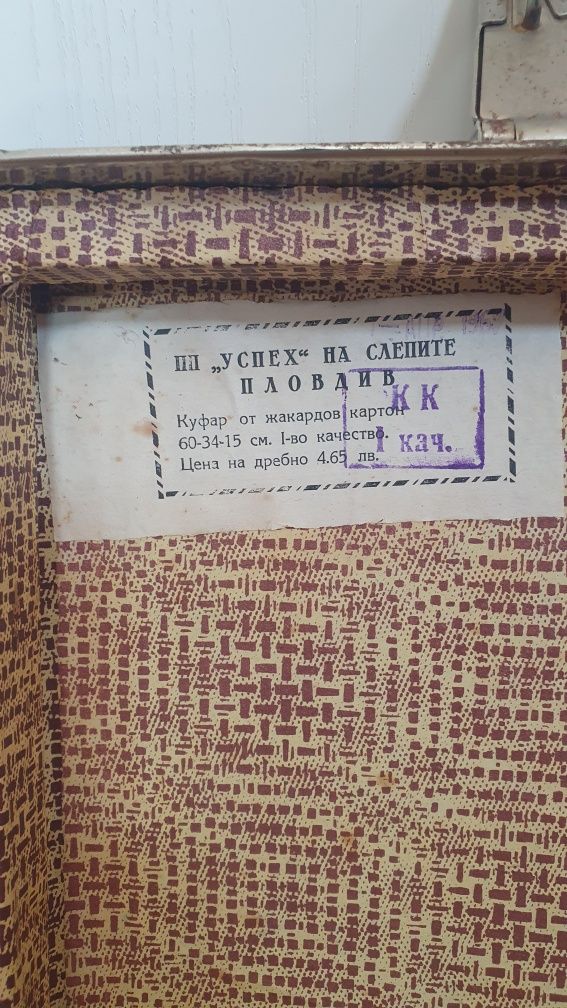 ПП „УСПЕХ“ НА СЛЕПИТЕ
ПЛОВДИВ
Куфар от жакардов картон
60-34-15 см. I-во качество.
Цена на дребно 4.65 лв.
КК
I кач.